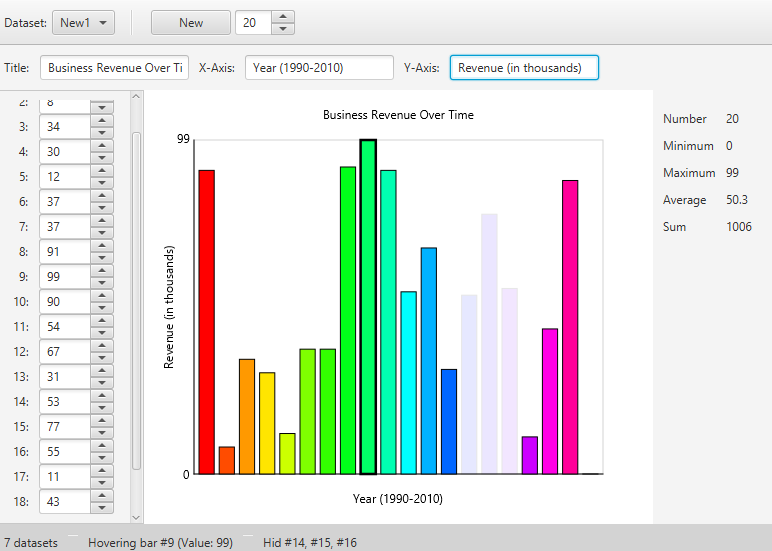 Dataset: New1 New 20
Title: Business Revenue Over Ti X-Axis: Year (1990-2010) Y-Axis: Revenue (in thousands)
2: 8
3: 34
4: 30
5: 12
6: 37
7: 37
8: 91
9: 99
10: 90
11: 54
12: 67
13: 31
14: 53
15: 77
16: 55
17: 11
18: 43
Business Revenue Over Time
99
Revenue (in thousands)
0
Year (1990-2010)
Number 20
Minimum 0
Maximum 99
Average 50.3
Sum 1006
7 datasets Hovering bar #9 (Value: 99) Hid #14, #15, #16